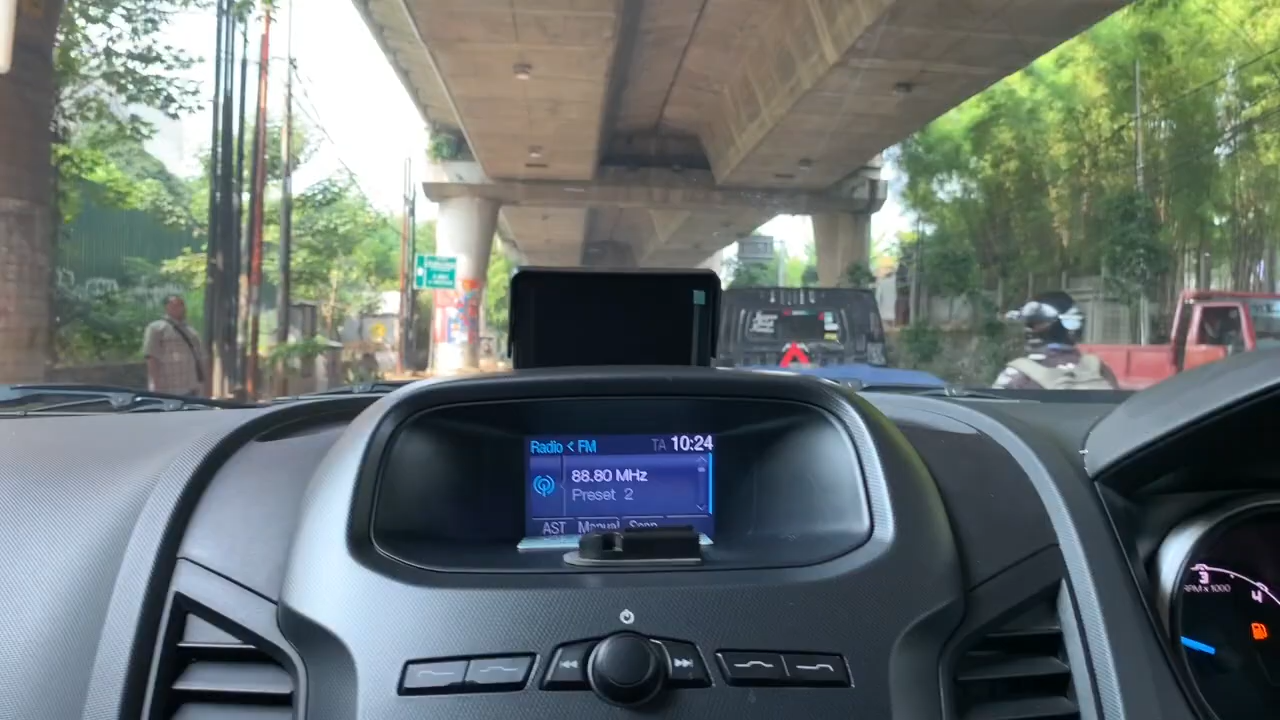 Radio < FM TA 10:24
88.80 MHz
Preset 2
AST Manual Scan
3
RPM x 1000
4